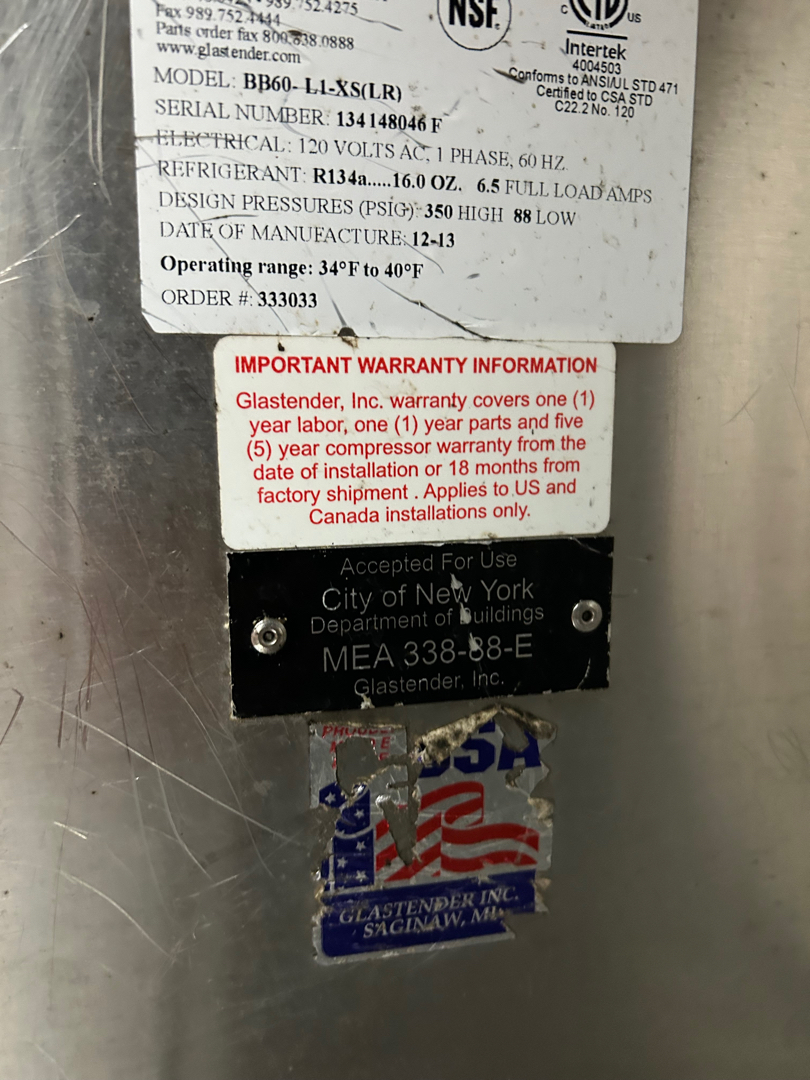 989.752.4275
Fax 989.752.4444
Parts order fax 800.838.0888
www.glastender.com
NSF
C US
Intertek
4004503
Conforms to ANSI/UL STD 471
Certified to CSA STD
C22.2 No. 120
MODEL: BB60- L1-XS(LR)
SERIAL NUMBER: 134148046 F
ELECTRICAL: 120 VOLTS AC, 1 PHASE, 60 HZ
REFRIGERANT: R134a.....16.0 OZ. 6.5 FULL LOAD AMPS
DESIGN PRESSURES (PSIG): 350 HIGH 88 LOW
DATE OF MANUFACTURE: 12-13
Operating range: 34°F to 40°F
ORDER #: 333033
IMPORTANT WARRANTY INFORMATION
Glastender, Inc. warranty covers one (1)
year labor, one (1) year parts and five
(5) year compressor warranty from the
date of installation or 18 months from
factory shipment . Applies to US and
Canada installations only.
Accepted For Use
City of New York
Department of Buildings
MEA 338-88-E
Glastender, Inc.
USA
GLASTENDER INC.
SAGINAW, MI